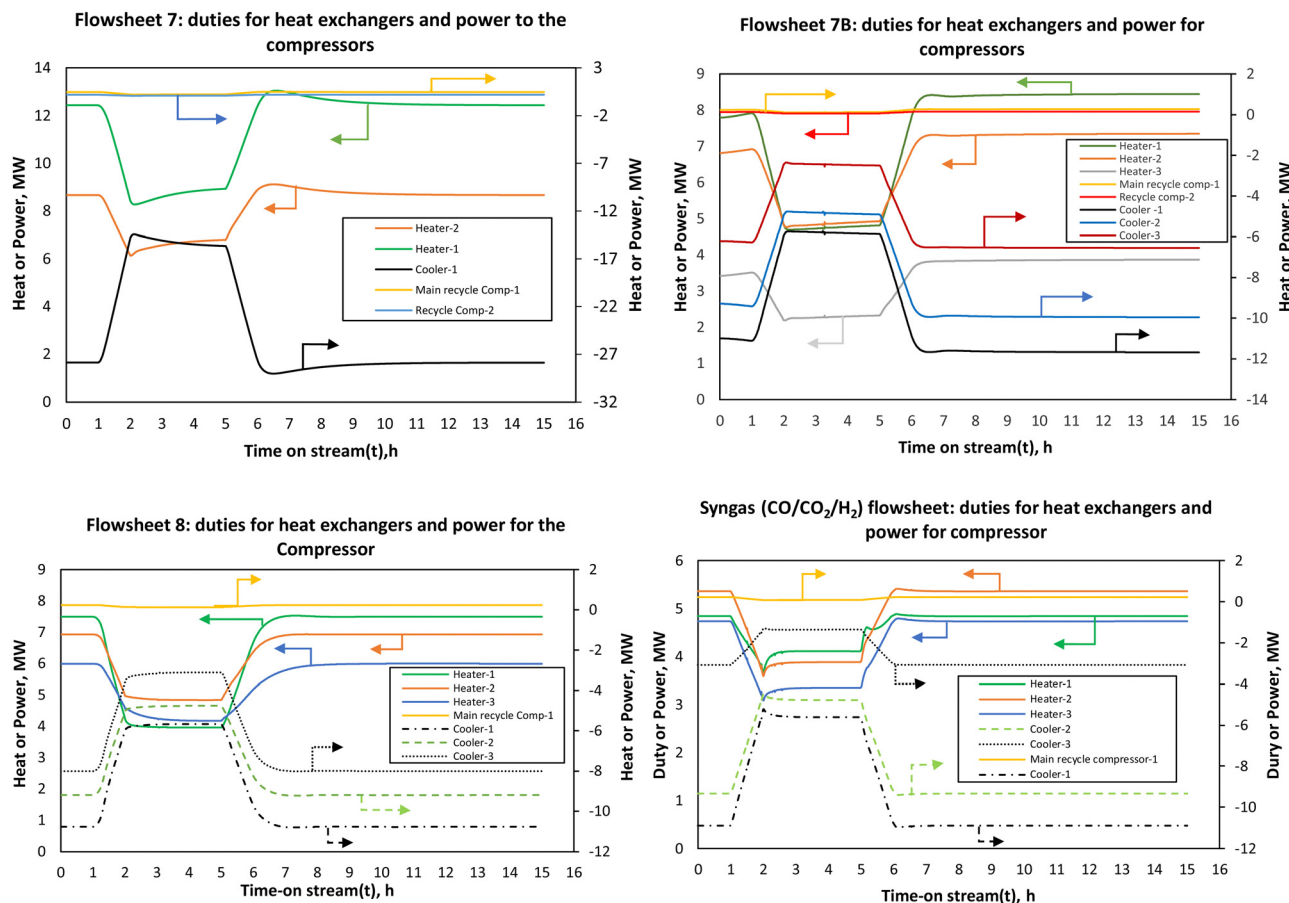 Flowsheet 7: duties for heat exchangers and power to the
compressors
14
12
10
8
6
4
2
0
3
-2
-7
-12
-17
-22
-27
-32
0 1 2 3 4 5 6 7 8 9 10 11 12 13 14 15 16
Heat or Power, MW
Heat or Power, MW
Time on stream(t),h
Heater-2
Heater-1
Cooler-1
Main recycle Comp-1
Recycle Comp-2
Flowsheet 7B: duties for heat exchangers and power for
compressors
9
8
7
6
5
4
3
2
1
0
2
0
-2
-4
-6
-8
-10
-12
-14
0 1 2 3 4 5 6 7 8 9 10 11 12 13 14 15 16
Heat or Power, MW
Heat or Power, MW
Time on stream(t), h
Heater-1
Heater-2
Heater-3
Main recycle comp-1
Recycle comp-2
Cooler -1
Cooler-2
Cooler-3
Flowsheet 8: duties for heat exchangers and power for the
Compressor
9
8
7
6
5
4
3
2
1
0
2
0
-2
-4
-6
-8
-10
-12
0 1 2 3 4 5 6 7 8 9 10 11 12 13 14 15 16
Heat or Power, MW
Heat or Power, MW
Time-on stream(t), h
Heater-1
Heater-2
Heater-3
Main recycle Comp-1
Cooler-1
Cooler-2
Cooler-3
Syngas (CO/CO₂/H₂) flowsheet: duties for heat exchangers and
power for compressor
6
5
4
3
2
1
0
2
0
-2
-4
-6
-8
-10
-12
0 1 2 3 4 5 6 7 8 9 10 11 12 13 14 15 16
Duty or Power, MW
Dury or Power, MW
Time-on stream(t), h
Heater-1
Heater-2
Heater-3
Cooler-2
Cooler-3
Main recycle compressor-1
Cooler-1